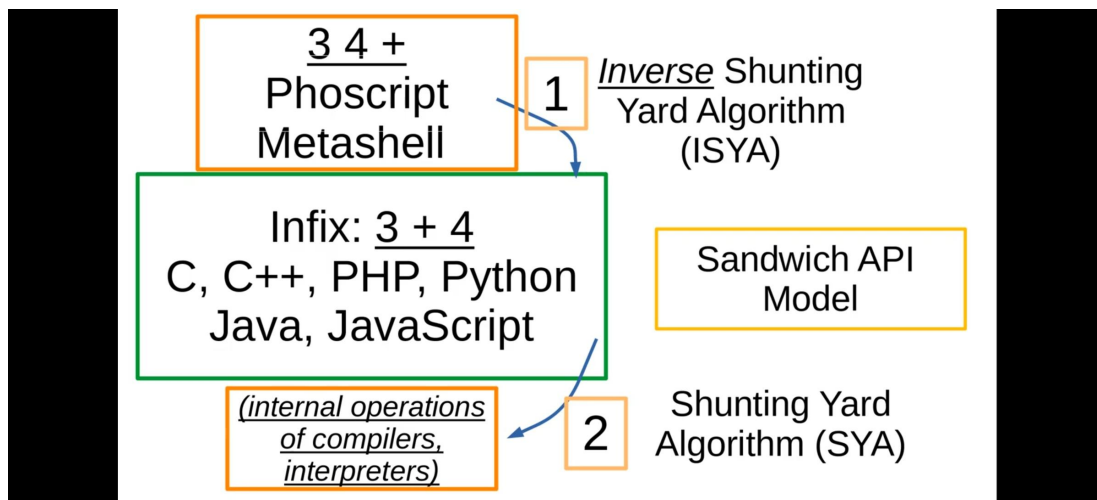 3 4 +
Phoscript
Metashell
1
Inverse Shunting
Yard Algorithm
(ISYA)
Infix: 3 + 4
C, C++, PHP, Python
Java, JavaScript
Sandwich API
Model
(internal operations
of compilers,
interpreters)
2
Shunting Yard
Algorithm (SYA)